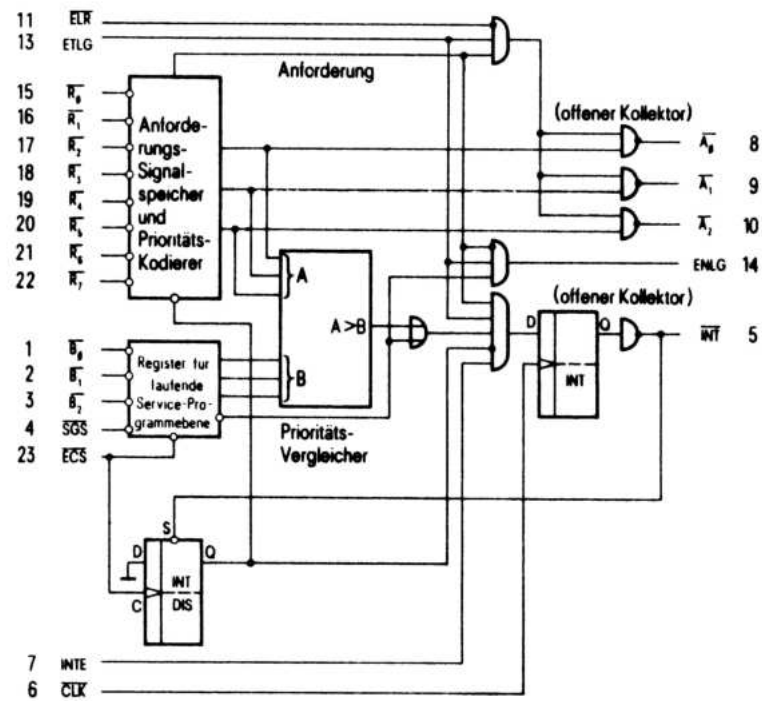 11 ELR
13 ETLG
Anforderung
15 R0
16 R1
17 R2
18 R3
19 R4
20 R5
21 R6
22 R7
Anforde-
rungs-
Signal-
speicher
und
Prioritäts-
Kodierer
(offener Kollektor)
A0 8
A1 9
A2 10
ENLG 14
A
A>B
B
Prioritäts-
Vergleicher
(offener Kollektor)
D Q
INT
INT 5
1 B0
2 B1
3 B2
4 SGS
23 ECS
Register für
laufende
Service-Pro-
grammebene
S
D Q
INT
DIS
C
7 INTE
6 CLK